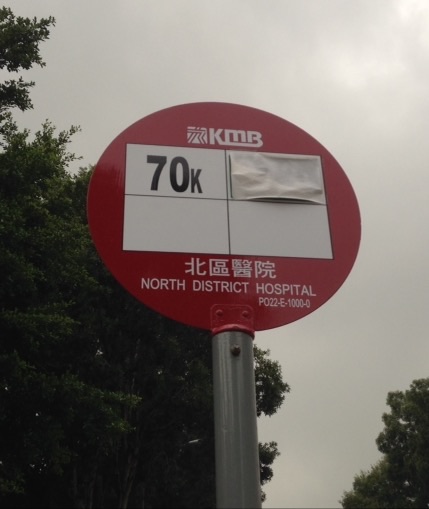 KMB
70K
北區醫院
NORTH DISTRICT HOSPITAL
PO22-E-1000-0